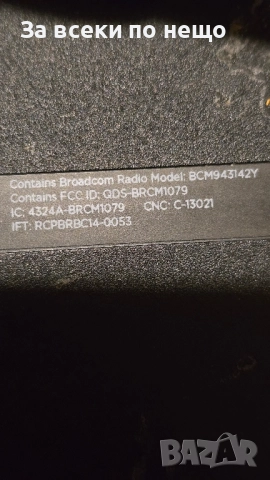 За всеки по нещо
Contains Broadcom Radio Model: BCM943142Y
Contains FCC ID: QDS-BRCM1079
IC: 4324A-BRCM1079 CNC: C-13021
IFT: RCPBRBC14-0053
BAZAR